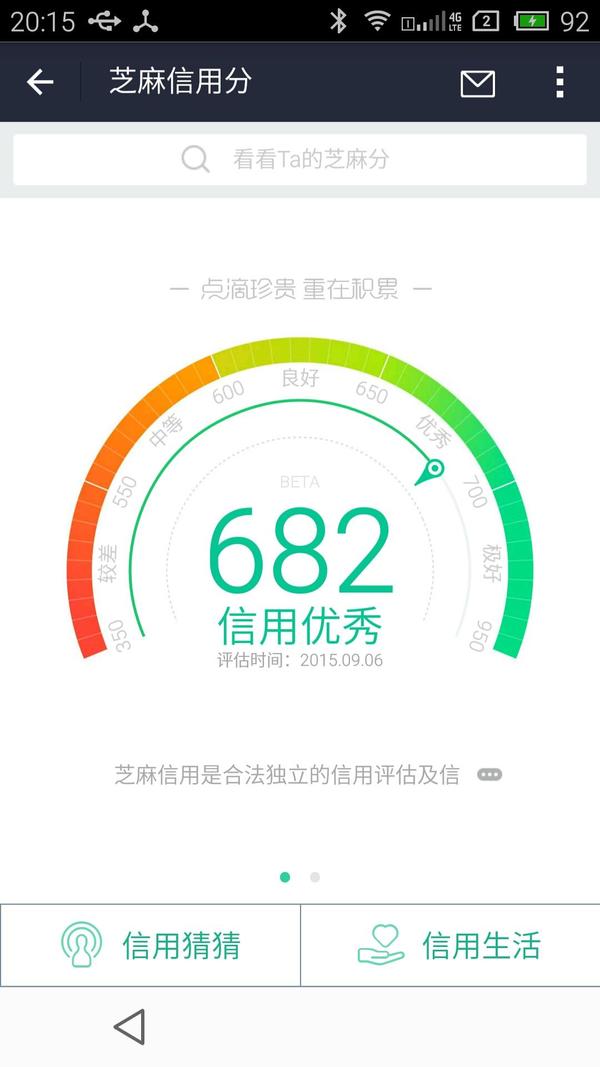 20:15
4G
LTE
2
92
芝麻信用分
看看Ta的芝麻分
点滴珍贵 重在积累
350
较差
550
中等
600
良好
650
优秀
700
极好
950
BETA
682
信用优秀
评估时间：2015.09.06
芝麻信用是合法独立的信用评估及信
信用猜猜
信用生活